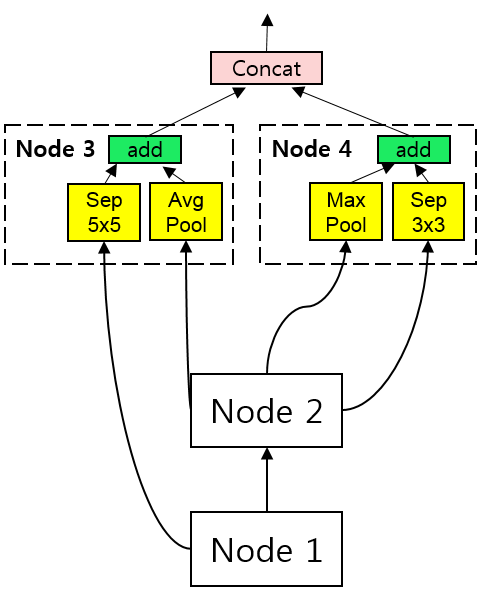 Concat
Node 3
add
Sep
5x5
Avg
Pool
Node 4
add
Max
Pool
Sep
3x3
Node 2
Node 1